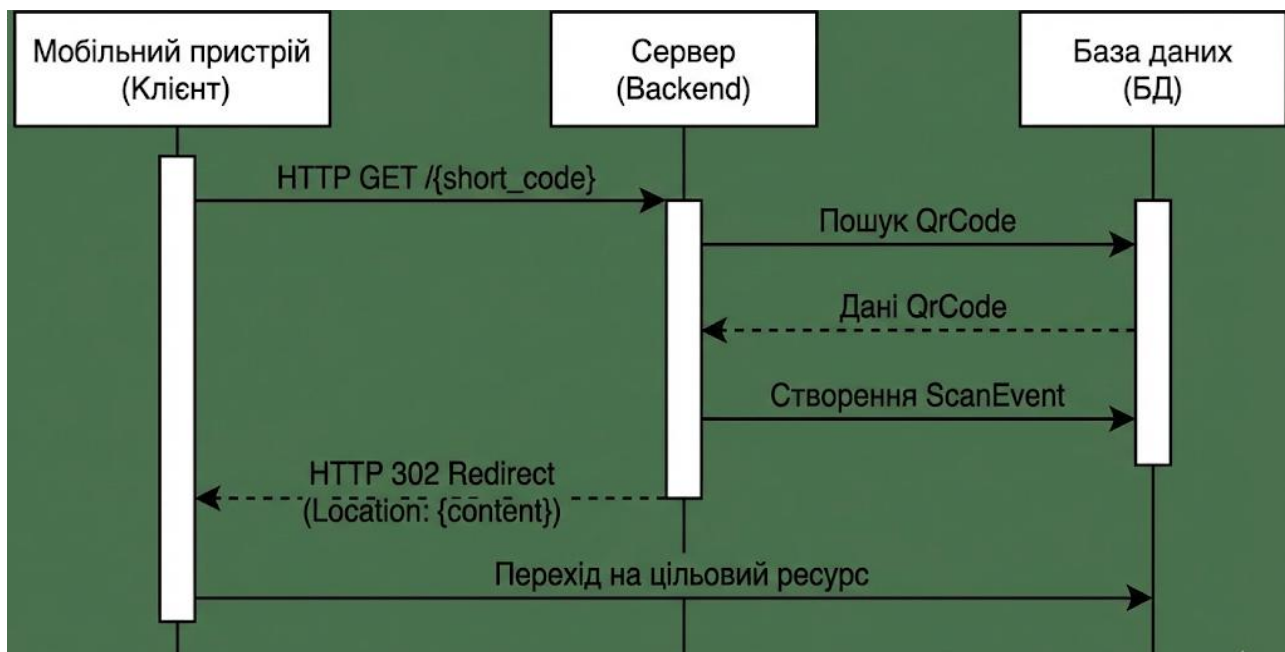 Мобільний пристрій
(Клієнт)
Сервер
(Backend)
База даних
(БД)
HTTP GET /{short_code}
Пошук QrCode
Дані QrCode
Створення ScanEvent
HTTP 302 Redirect
(Location: {content})
Перехід на цільовий ресурс